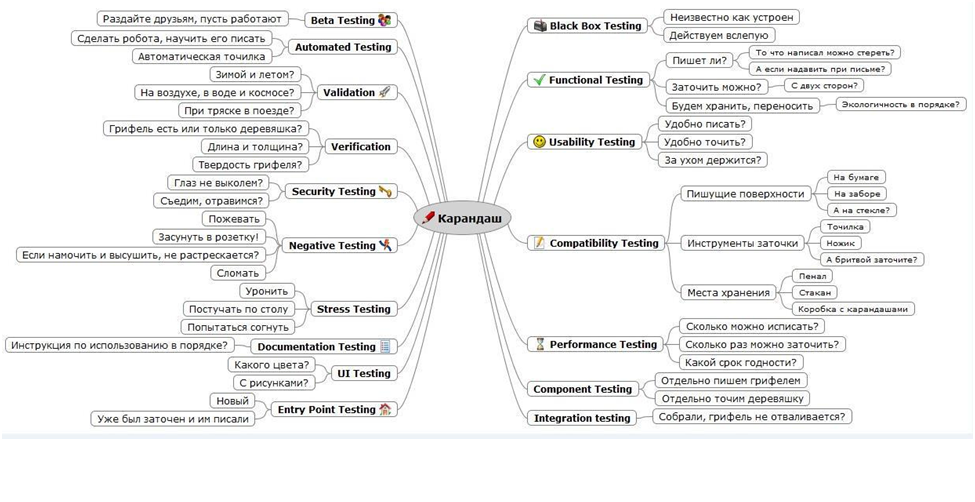 Карандаш
Beta Testing
Раздайте друзьям, пусть работают
Automated Testing
Сделать робота, научить его писать
Автоматическая точилка
Validation
Зимой и летом?
На воздухе, в воде и космосе?
При тряске в поезде?
Verification
Грифель есть или только деревяшка?
Длина и толщина?
Твердость грифеля?
Security Testing
Глаз не выколем?
Съедим, отравимся?
Negative Testing
Пожевать
Засунуть в розетку!
Если намочить и высушить, не растрескается?
Сломать
Stress Testing
Уронить
Постучать по столу
Попытаться согнуть
Documentation Testing
Инструкция по использованию в порядке?
UI Testing
Какого цвета?
С рисунками?
Entry Point Testing
Новый
Уже был заточен и им писали
Black Box Testing
Неизвестно как устроен
Действуем вслепую
Functional Testing
Пишет ли?
То что написал можно стереть?
А если надавить при письме?
Заточить можно?
С двух сторон?
Будем хранить, переносить
Экологичность в порядке?
Usability Testing
Удобно писать?
Удобно точить?
За ухом держится?
Compatibility Testing
Пишущие поверхности
На бумаге
На заборе
А на стекле?
Инструменты заточки
Точилка
Ножик
А бритвой заточите?
Места хранения
Пенал
Стакан
Коробка с карандашами
Performance Testing
Сколько можно исписать?
Сколько раз можно заточить?
Какой срок годности?
Component Testing
Отдельно пишем грифелем
Отдельно точим деревяшку
Integration testing
Собрали, грифель не отваливается?